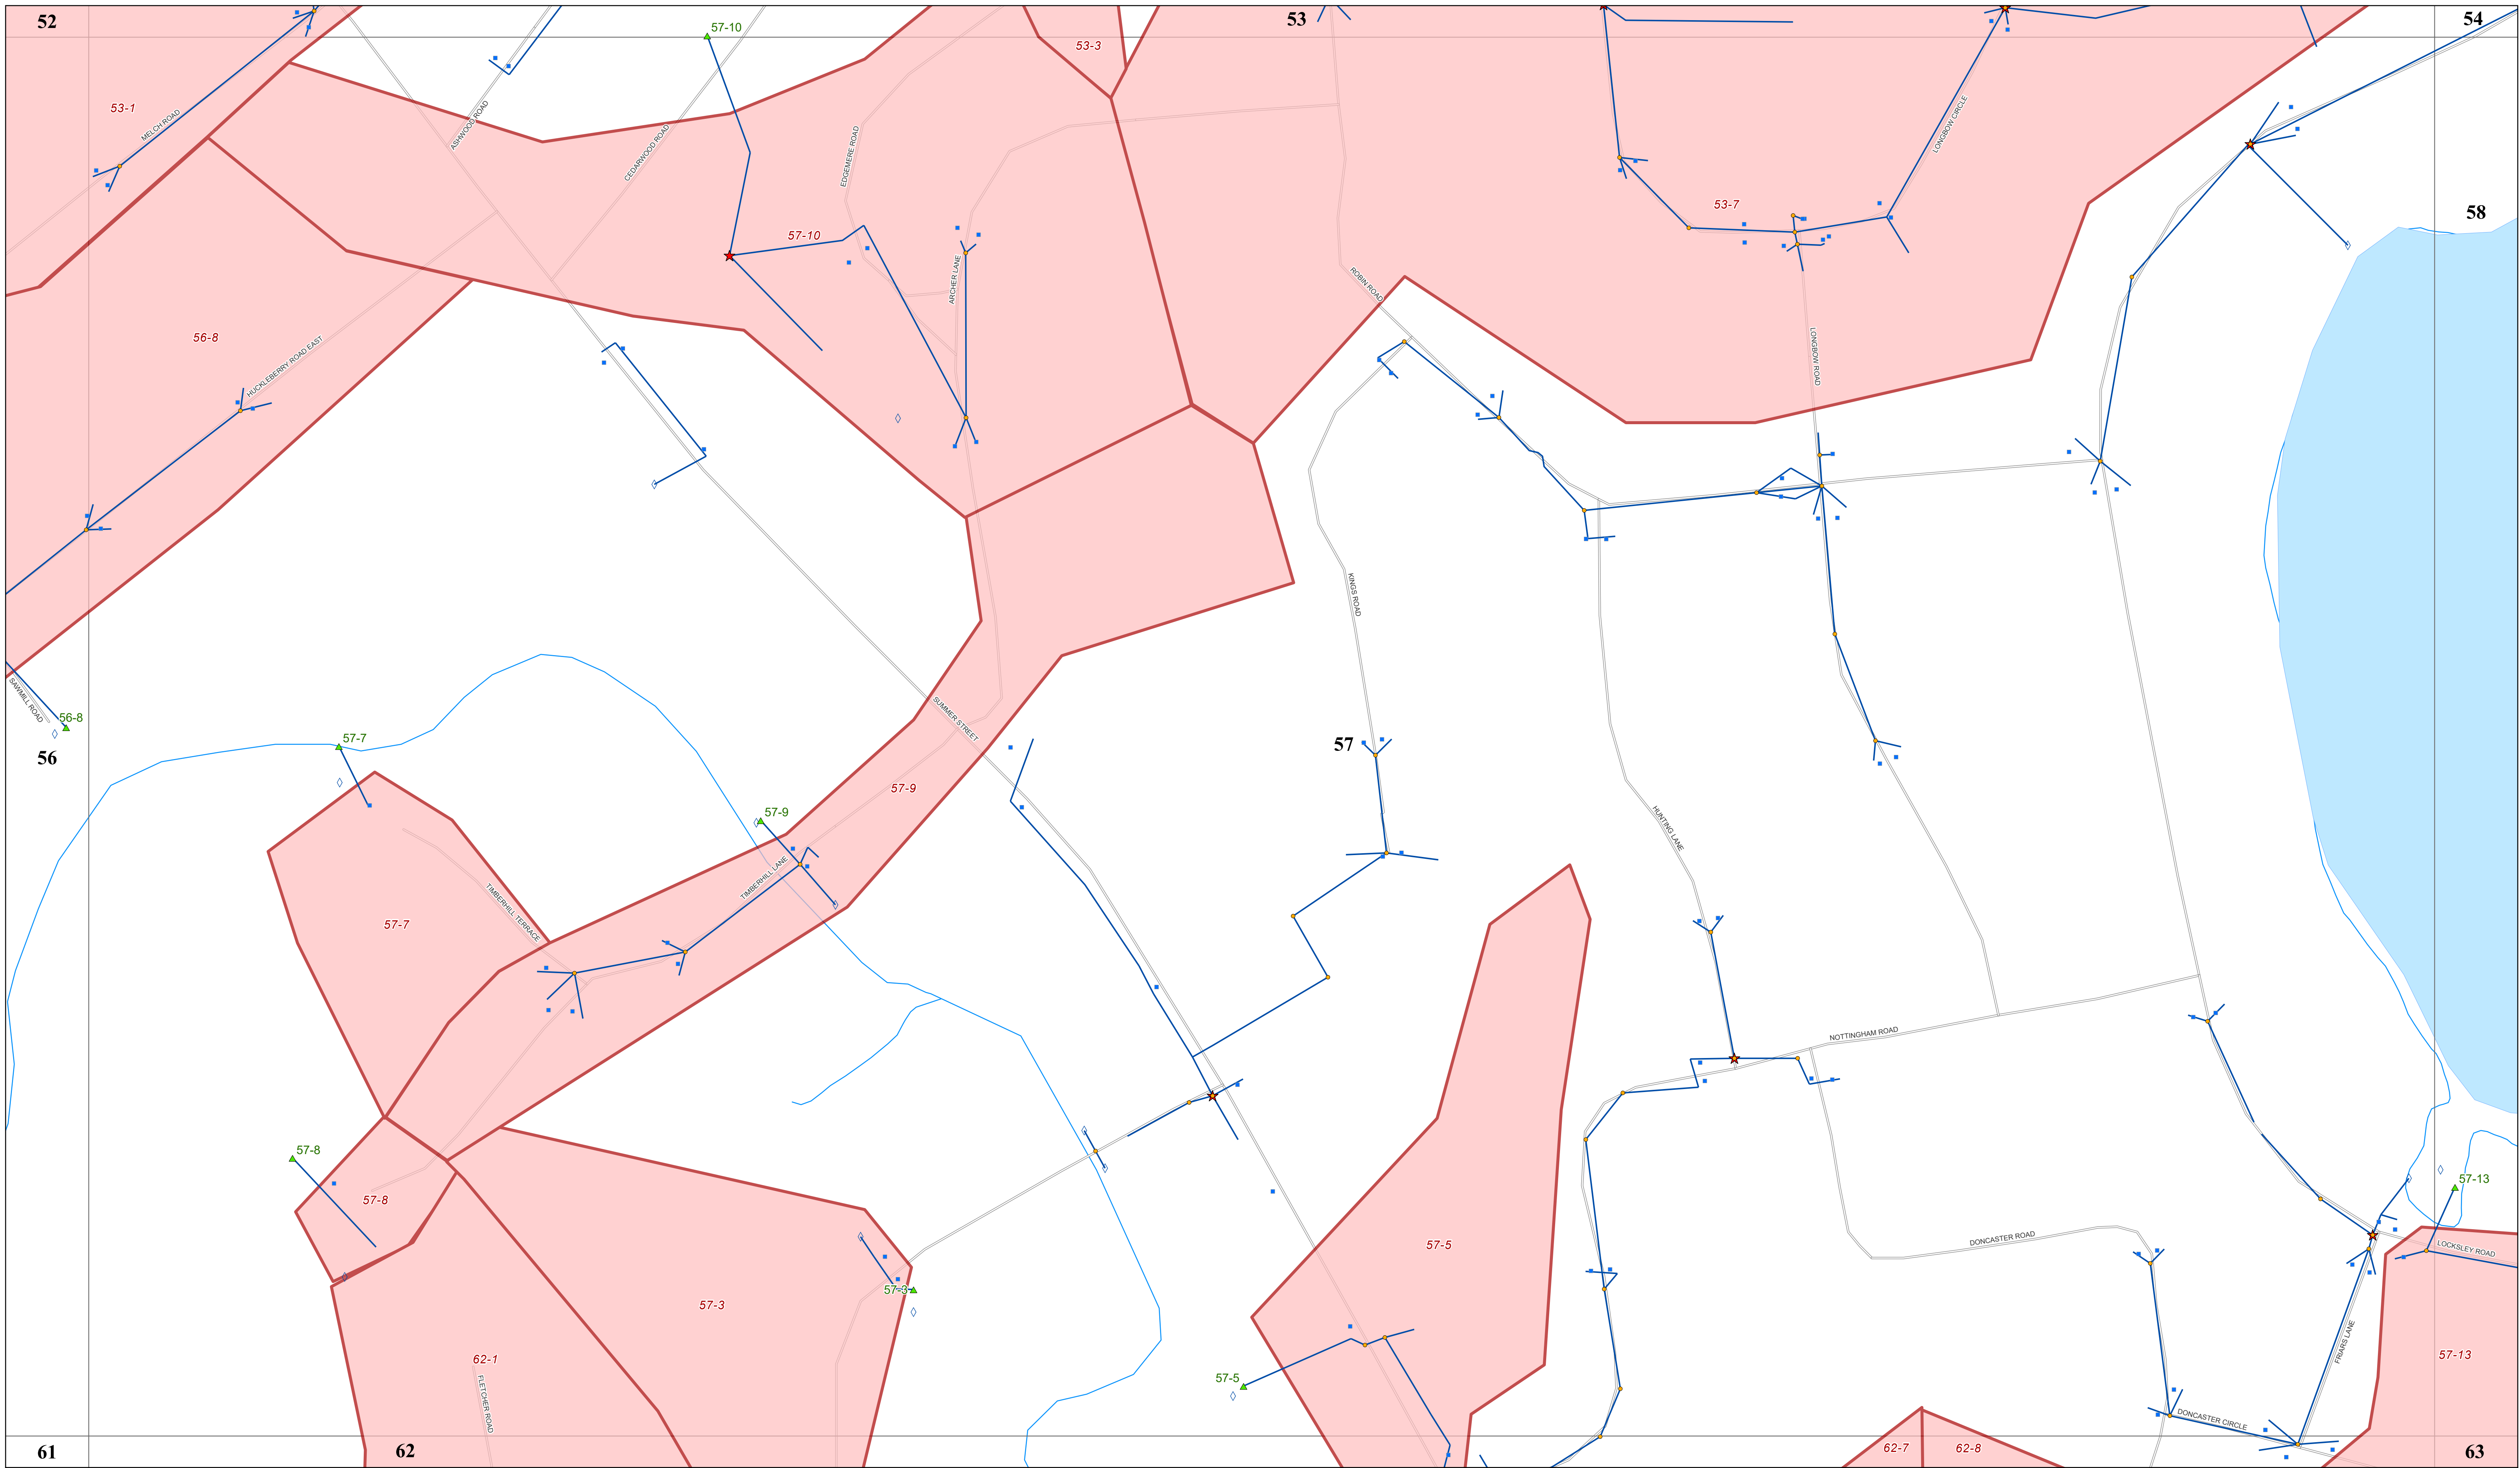 52
53
54
57-10
53-3
53-1
MELCH ROAD
ASHWOOD ROAD
CEDARWOOD ROAD
EDGEMERE ROAD
LONGBOW CIRCLE
53-7
58
57-10
ARCHER LANE
ROBIN ROAD
56-8
HUCKLEBERRY ROAD EAST
LONGBOW ROAD
KINGS ROAD
SAWMILL ROAD
56-8
SUMMER STREET
57-7
57
56
57-9
57-9
HUNTING LANE
TIMBERHILL LANE
TIMBERHILL TERRACE
57-7
NOTTINGHAM ROAD
57-8
57-13
57-8
DONCASTER ROAD
57-5
LOCKSLEY ROAD
57-3
57-3
FRIARS LANE
62-1
57-13
57-5
FLETCHER ROAD
DONCASTER CIRCLE
61
62
62-7
62-8
63